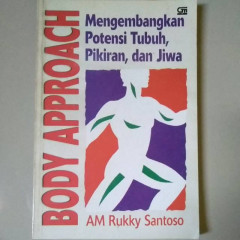 BODY APPROACH
Mengembangkan
Potensi Tubuh,
Pikiran, dan Jiwa
AM Rukky Santoso